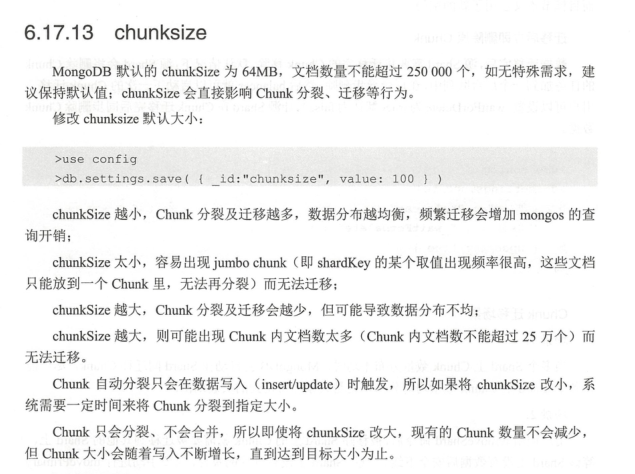 6.17.13 chunksize
MongoDB 默认的 chunkSize 为 64MB，文档数量不能超过 250 000 个，如无特殊需求，建
议保持默认值；chunkSize 会直接影响 Chunk 分裂、迁移等行为。
修改 chunksize 默认大小：
>use config
>db.settings.save( { _id:"chunksize", value: 100 } )
chunkSize 越小，Chunk 分裂及迁移越多，数据分布越均衡，频繁迁移会增加 mongos 的查
询开销；
chunkSize 太小，容易出现 jumbo chunk（即 shardKey 的某个取值出现频率很高，这些文档
只能放到一个 Chunk 里，无法再分裂）而无法迁移；
chunkSize 越大，Chunk 分裂及迁移会越少，但可能导致数据分布不均；
chunkSize 越大，则可能出现 Chunk 内文档数太多（Chunk 内文档数不能超过 25 万个）而
无法迁移。
Chunk 自动分裂只会在数据写入（insert/update）时触发，所以如果将 chunkSize 改小，系
统需要一定时间来将 Chunk 分裂到指定大小。
Chunk 只会分裂、不会合并，所以即使将 chunkSize 改大，现有的 Chunk 数量不会减少，
但 Chunk 大小会随着写入不断增长，直到达到目标大小为止。